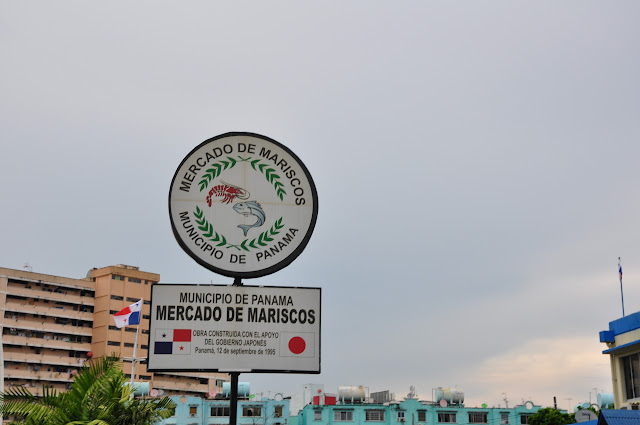 MERCADO DE MARISCOS
MUNICIPIO DE PANAMA
MUNICIPIO DE PANAMA
MERCADO DE MARISCOS
OBRA CONSTRUIDA CON EL APOYO
DEL GOBIERNO JAPONÉS
Panamá, 12 de septiembre de 1995